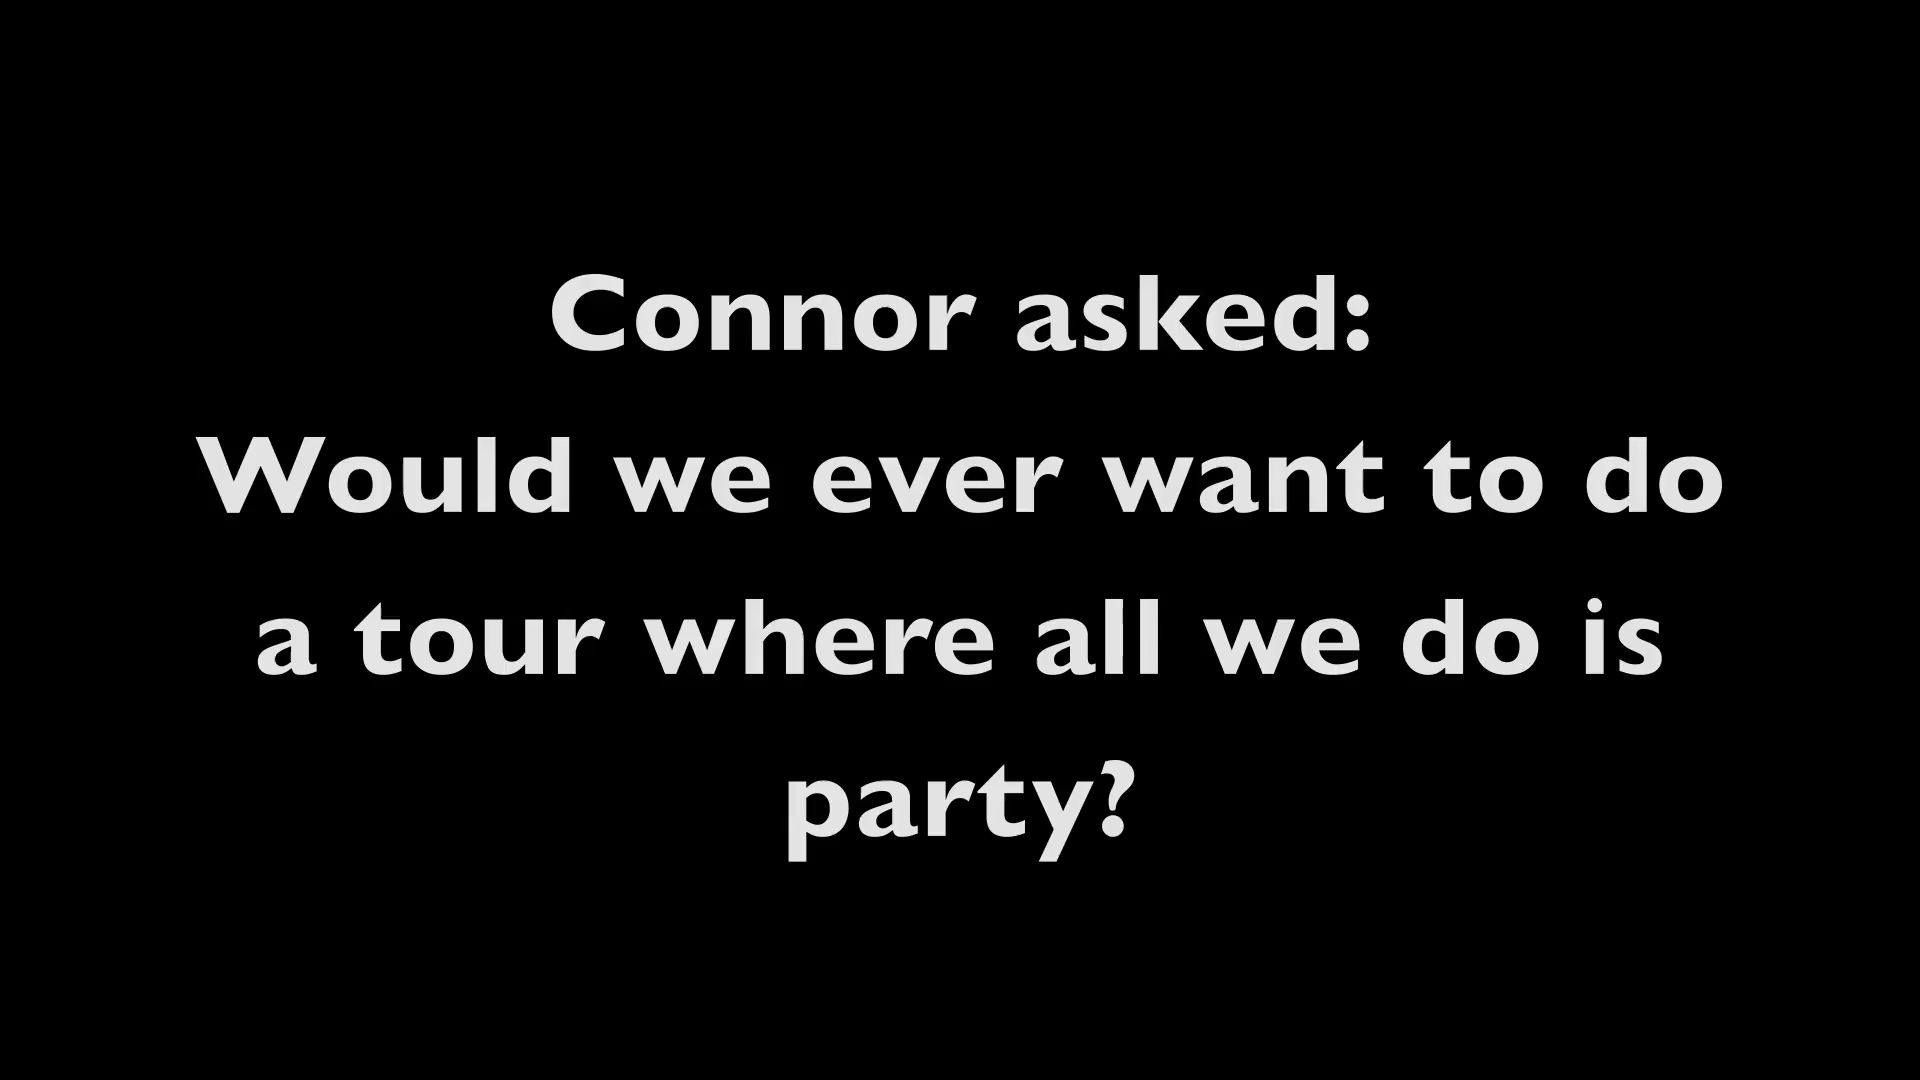 Connor asked:
Would we ever want to do
a tour where all we do is
party?